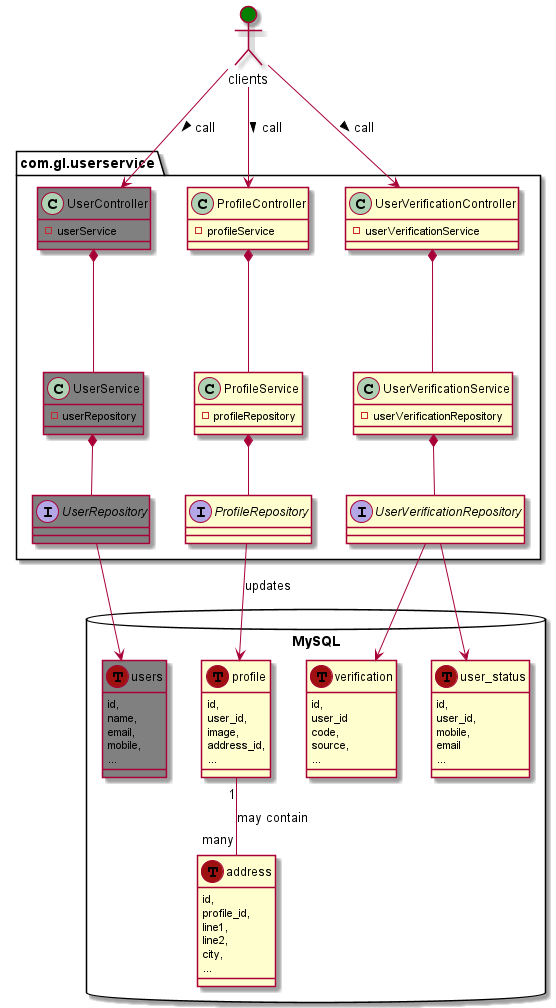 clients
call
call
call
com.gl.userservice
C UserController
userService
C ProfileController
profileService
C UserVerificationController
userVerificationService
C UserService
userRepository
C ProfileService
profileRepository
C UserVerificationService
userVerificationRepository
I UserRepository
I ProfileRepository
I UserVerificationRepository
updates
MySQL
T users
id,
name,
email,
mobile,
...
T profile
id,
user_id,
image,
address_id,
...
T verification
id,
user_id
code,
source,
...
T user_status
id,
user_id,
mobile,
email
...
1
may contain
many
T address
id,
profile_id,
line1,
line2,
city,
...